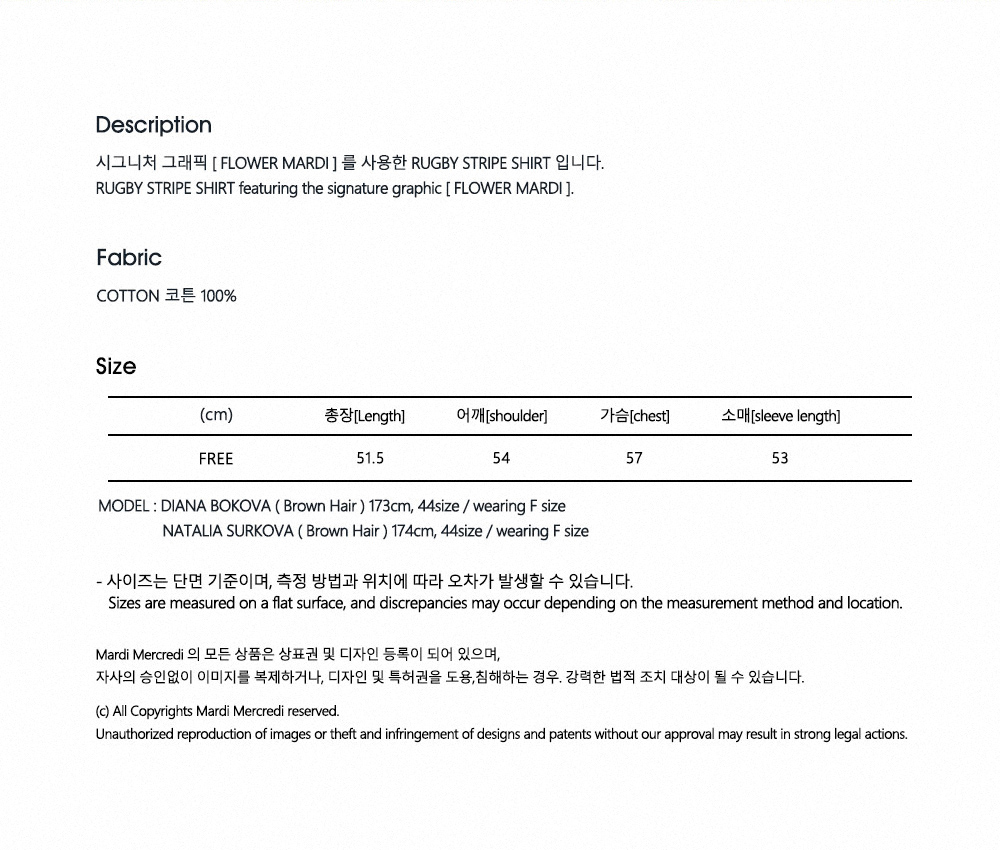 Description
시그니처 그래픽 [ FLOWER MARDI ] 를 사용한 RUGBY STRIPE SHIRT 입니다.
RUGBY STRIPE SHIRT featuring the signature graphic [ FLOWER MARDI ].
Fabric
COTTON 코튼 100%
Size
(cm) 총장[Length] 어깨[shoulder] 가슴[chest] 소매[sleeve length]
FREE 51.5 54 57 53
MODEL : DIANA BOKOVA ( Brown Hair ) 173cm, 44size / wearing F size
NATALIA SURKOVA ( Brown Hair ) 174cm, 44size / wearing F size
- 사이즈는 단면 기준이며, 측정 방법과 위치에 따라 오차가 발생할 수 있습니다.
Sizes are measured on a flat surface, and discrepancies may occur depending on the measurement method and location.
Mardi Mercredi 의 모든 상품은 상표권 및 디자인 등록이 되어 있으며,
자사의 승인없이 이미지를 복제하거나, 디자인 및 특허권을 도용,침해하는 경우. 강력한 법적 조치 대상이 될 수 있습니다.
(c) All Copyrights Mardi Mercredi reserved.
Unauthorized reproduction of images or theft and infringement of designs and patents without our approval may result in strong legal actions.